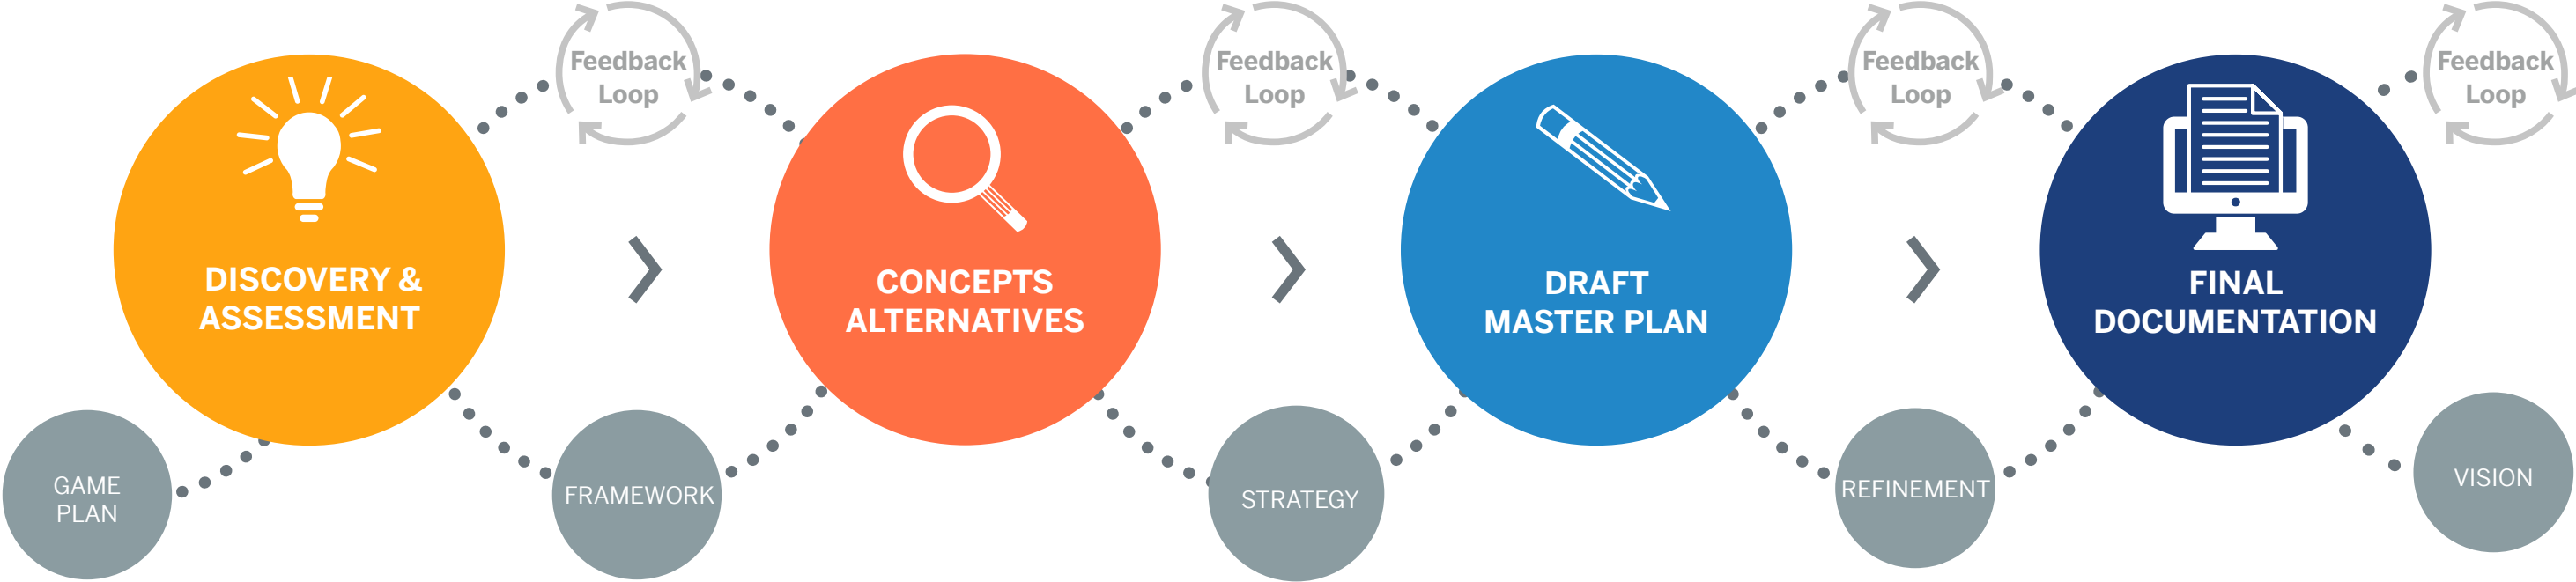 Feedback
Loop
Feedback
Loop
Feedback
Loop
Feedback
Loop
DISCOVERY &
ASSESSMENT
CONCEPTS
ALTERNATIVES
DRAFT
MASTER PLAN
FINAL
DOCUMENTATION
GAME
PLAN
FRAMEWORK
STRATEGY
REFINEMENT
VISION